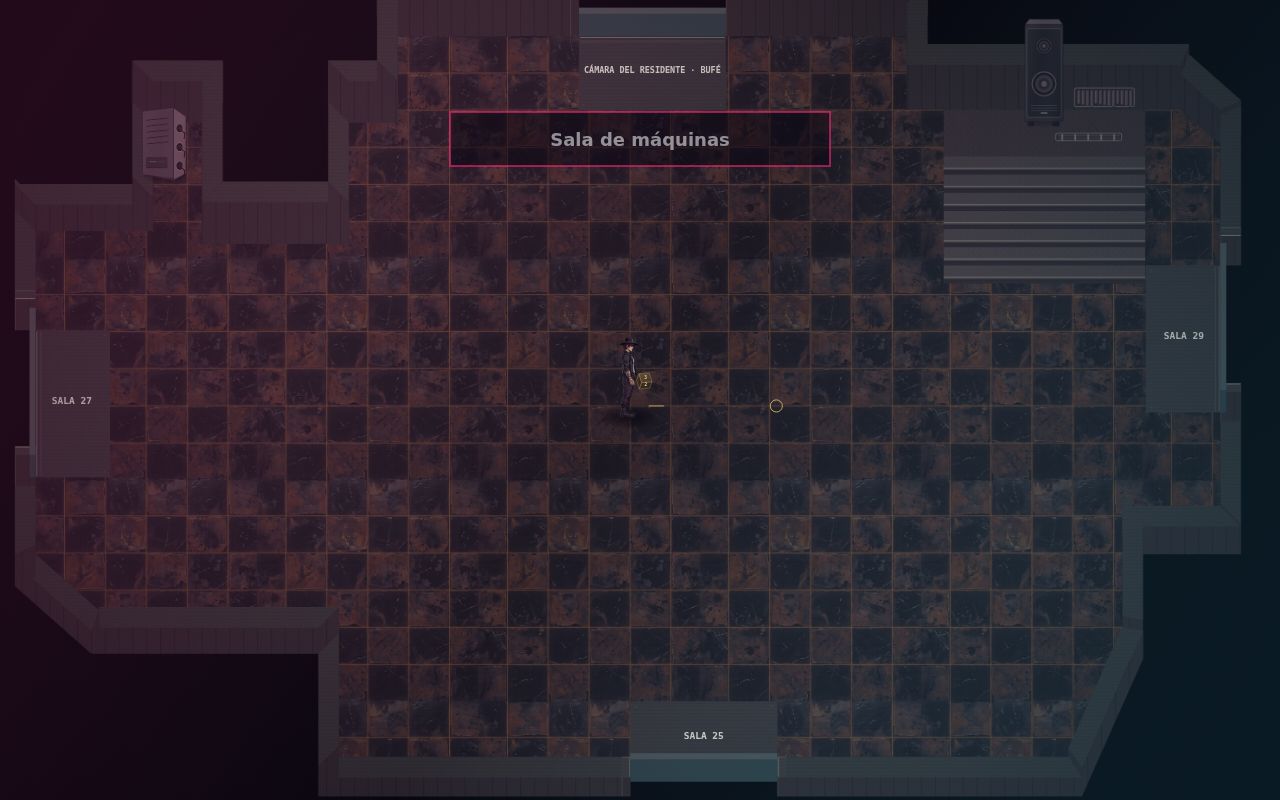 CÁMARA DEL RESIDENTE · BUFÉ
Sala de máquinas
SALA 29
SALA 27
SALA 25